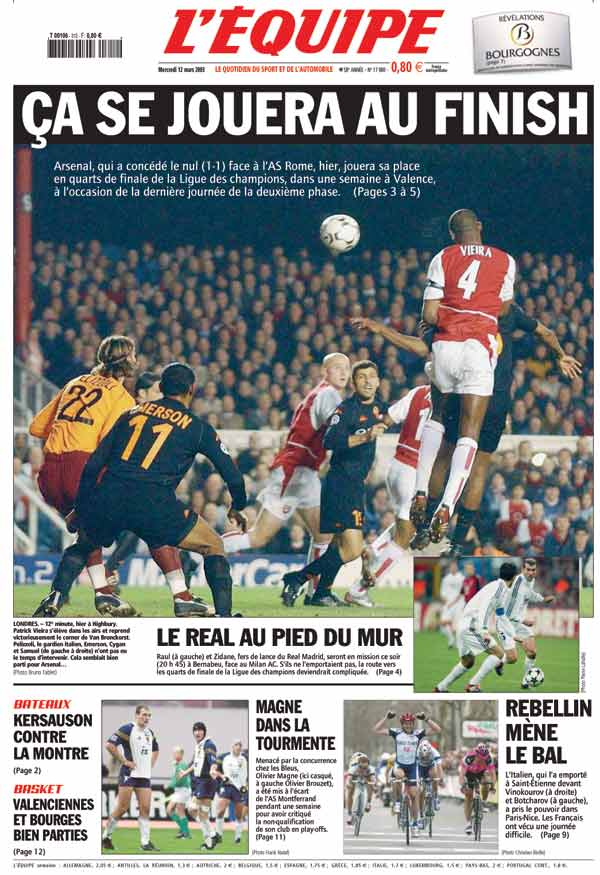 T 00106 - 312 - F: 0,80 €
L'ÉQUIPE
RÉVÉLATIONS
B
BOURGOGNES
(page 7)
Mercredi 12 mars 2003
LE QUOTIDIEN DU SPORT ET DE L'AUTOMOBILE
58e ANNÉE - N° 17 800
0,80 €
France métropolitaine
ÇA SE JOUERA AU FINISH
Arsenal, qui a concédé le nul (1-1) face à l'AS Rome, hier, jouera sa place
en quarts de finale de la Ligue des champions, dans une semaine à Valence,
à l'occasion de la dernière journée de la deuxième phase. (Pages 3 à 5)
VIEIRA
4
22
EMERSON
11
LONDRES. – 12e minute, hier à Highbury.
Patrick Vieira s'élève dans les airs et reprend
victorieusement le corner de Van Bronckorst.
Pelizzoli, le gardien italien, Emerson, Cygan
et Samuel (de gauche à droite) n'ont pas eu
le temps d'intervenir. Cela semblait bien
parti pour Arsenal...
(Photo Bruno Fablet)
LE REAL AU PIED DU MUR
Raul (à gauche) et Zidane, fers de lance du Real Madrid, seront en mission ce soir
(20 h 45) à Bernabeu, face au Milan AC. S'ils ne l'emportaient pas, la route vers
les quarts de finale de la Ligue des champions deviendrait compliquée. (Page 4)
5
BATEAUX
KERSAUSON
CONTRE
LA MONTRE
(Page 2)
BASKET
VALENCIENNES
ET BOURGES
BIEN PARTIES
(Page 12)
MAGNE
DANS LA
TOURMENTE
Menacé par la concurrence
chez les Bleus,
Olivier Magne (ici casqué,
à gauche Olivier Brouzet),
a été mis à l'écart
de l'AS Montferrand
pendant une semaine
pour avoir critiqué
la non-qualification
de son club en play-offs.
(Page 11)
(Photo Frank Nataf)
REBELLIN
MÈNE
LE BAL
L'Italien, qui l'a emporté
à Saint-Étienne devant
Vinokourov (à droite)
et Botcharov (à gauche),
a pris le pouvoir dans
Paris-Nice. Les Français
ont vécu une journée
difficile. (Page 9)
(Photo Christian Biville)
L'ÉQUIPE semaine : ALLEMAGNE, 2,05 € ; ANTILLES, LA RÉUNION, 1,3 € ; AUTRICHE, 2 € ; BELGIQUE, 1,5 € ; ESPAGNE, 1,75 € ; GRÈCE, 1,85 € ; ITALIE, 1,7 € ; LUXEMBOURG, 1,5 € ; PAYS-BAS, 2 € ; PORTUGAL CONT., 1,8 €.